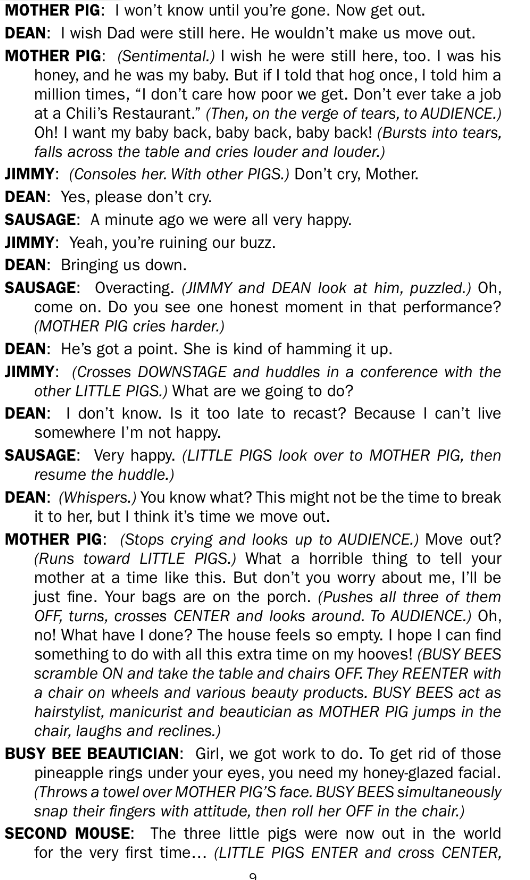 MOTHER PIG: I won't know until you're gone. Now get out.
DEAN: I wish Dad were still here. He wouldn't make us move out.
MOTHER PIG: (Sentimental.) I wish he were still here, too. I was his
honey, and he was my baby. But if I told that hog once, I told him a
million times, “I don't care how poor we get. Don't ever take a job
at a Chili's Restaurant.” (Then, on the verge of tears, to AUDIENCE.)
Oh! I want my baby back, baby back, baby back! (Bursts into tears,
falls across the table and cries louder and louder.)
JIMMY: (Consoles her. With other PIGS.) Don't cry, Mother.
DEAN: Yes, please don't cry.
SAUSAGE: A minute ago we were all very happy.
JIMMY: Yeah, you're ruining our buzz.
DEAN: Bringing us down.
SAUSAGE: Overacting. (JIMMY and DEAN look at him, puzzled.) Oh,
come on. Do you see one honest moment in that performance?
(MOTHER PIG cries harder.)
DEAN: He's got a point. She is kind of hamming it up.
JIMMY: (Crosses DOWNSTAGE and huddles in a conference with the
other LITTLE PIGS.) What are we going to do?
DEAN: I don't know. Is it too late to recast? Because I can't live
somewhere I'm not happy.
SAUSAGE: Very happy. (LITTLE PIGS look over to MOTHER PIG, then
resume the huddle.)
DEAN: (Whispers.) You know what? This might not be the time to break
it to her, but I think it's time we move out.
MOTHER PIG: (Stops crying and looks up to AUDIENCE.) Move out?
(Runs toward LITTLE PIGS.) What a horrible thing to tell your
mother at a time like this. But don't you worry about me, I'll be
just fine. Your bags are on the porch. (Pushes all three of them
OFF, turns, crosses CENTER and looks around. To AUDIENCE.) Oh,
no! What have I done? The house feels so empty. I hope I can find
something to do with all this extra time on my hooves! (BUSY BEES
scramble ON and take the table and chairs OFF. They REENTER with
a chair on wheels and various beauty products. BUSY BEES act as
hairstylist, manicurist and beautician as MOTHER PIG jumps in the
chair, laughs and reclines.)
BUSY BEE BEAUTICIAN: Girl, we got work to do. To get rid of those
pineapple rings under your eyes, you need my honey-glazed facial.
(Throws a towel over MOTHER PIG'S face. BUSY BEES simultaneously
snap their fingers with attitude, then roll her OFF in the chair.)
SECOND MOUSE: The three little pigs were now out in the world
for the very first time… (LITTLE PIGS ENTER and cross CENTER,
9